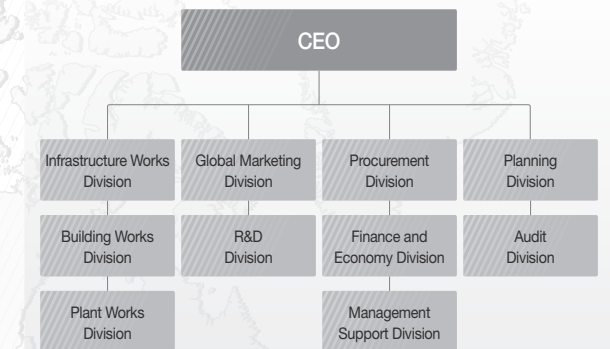 CEO
Infrastructure Works
Division
Global Marketing
Division
Procurement
Division
Planning
Division
Building Works
Division
R&D
Division
Finance and
Economy Division
Audit
Division
Plant Works
Division
Management
Support Division